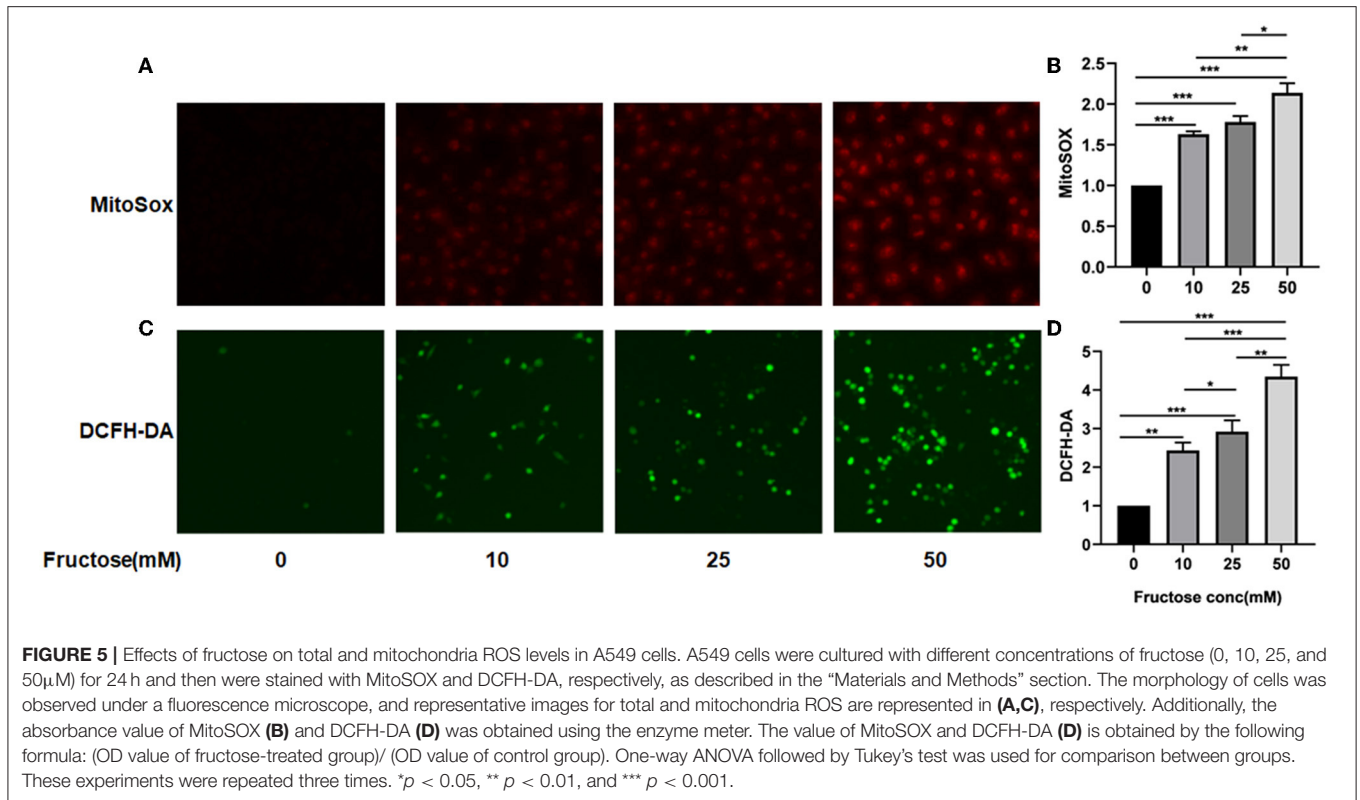 A
MitoSox
B
*
**
***
***
***
2.5
2.0
1.5
1.0
0.5
0.0
MitoSOX
0 10 25 50
C
DCFH-DA
Fructose(mM) 0 10 25 50
D
***
***
**
*
***
**
5
4
3
2
1
0
DCFH-DA
0 10 25 50
Fructose conc(mM)
FIGURE 5 | Effects of fructose on total and mitochondria ROS levels in A549 cells. A549 cells were cultured with different concentrations of fructose (0, 10, 25, and
50μM) for 24 h and then were stained with MitoSOX and DCFH-DA, respectively, as described in the “Materials and Methods” section. The morphology of cells was
observed under a fluorescence microscope, and representative images for total and mitochondria ROS are represented in (A,C), respectively. Additionally, the
absorbance value of MitoSOX (B) and DCFH-DA (D) was obtained using the enzyme meter. The value of MitoSOX and DCFH-DA (D) is obtained by the following
formula: (OD value of fructose-treated group)/ (OD value of control group). One-way ANOVA followed by Tukey’s test was used for comparison between groups.
These experiments were repeated three times. *p < 0.05, ** p < 0.01, and *** p < 0.001.